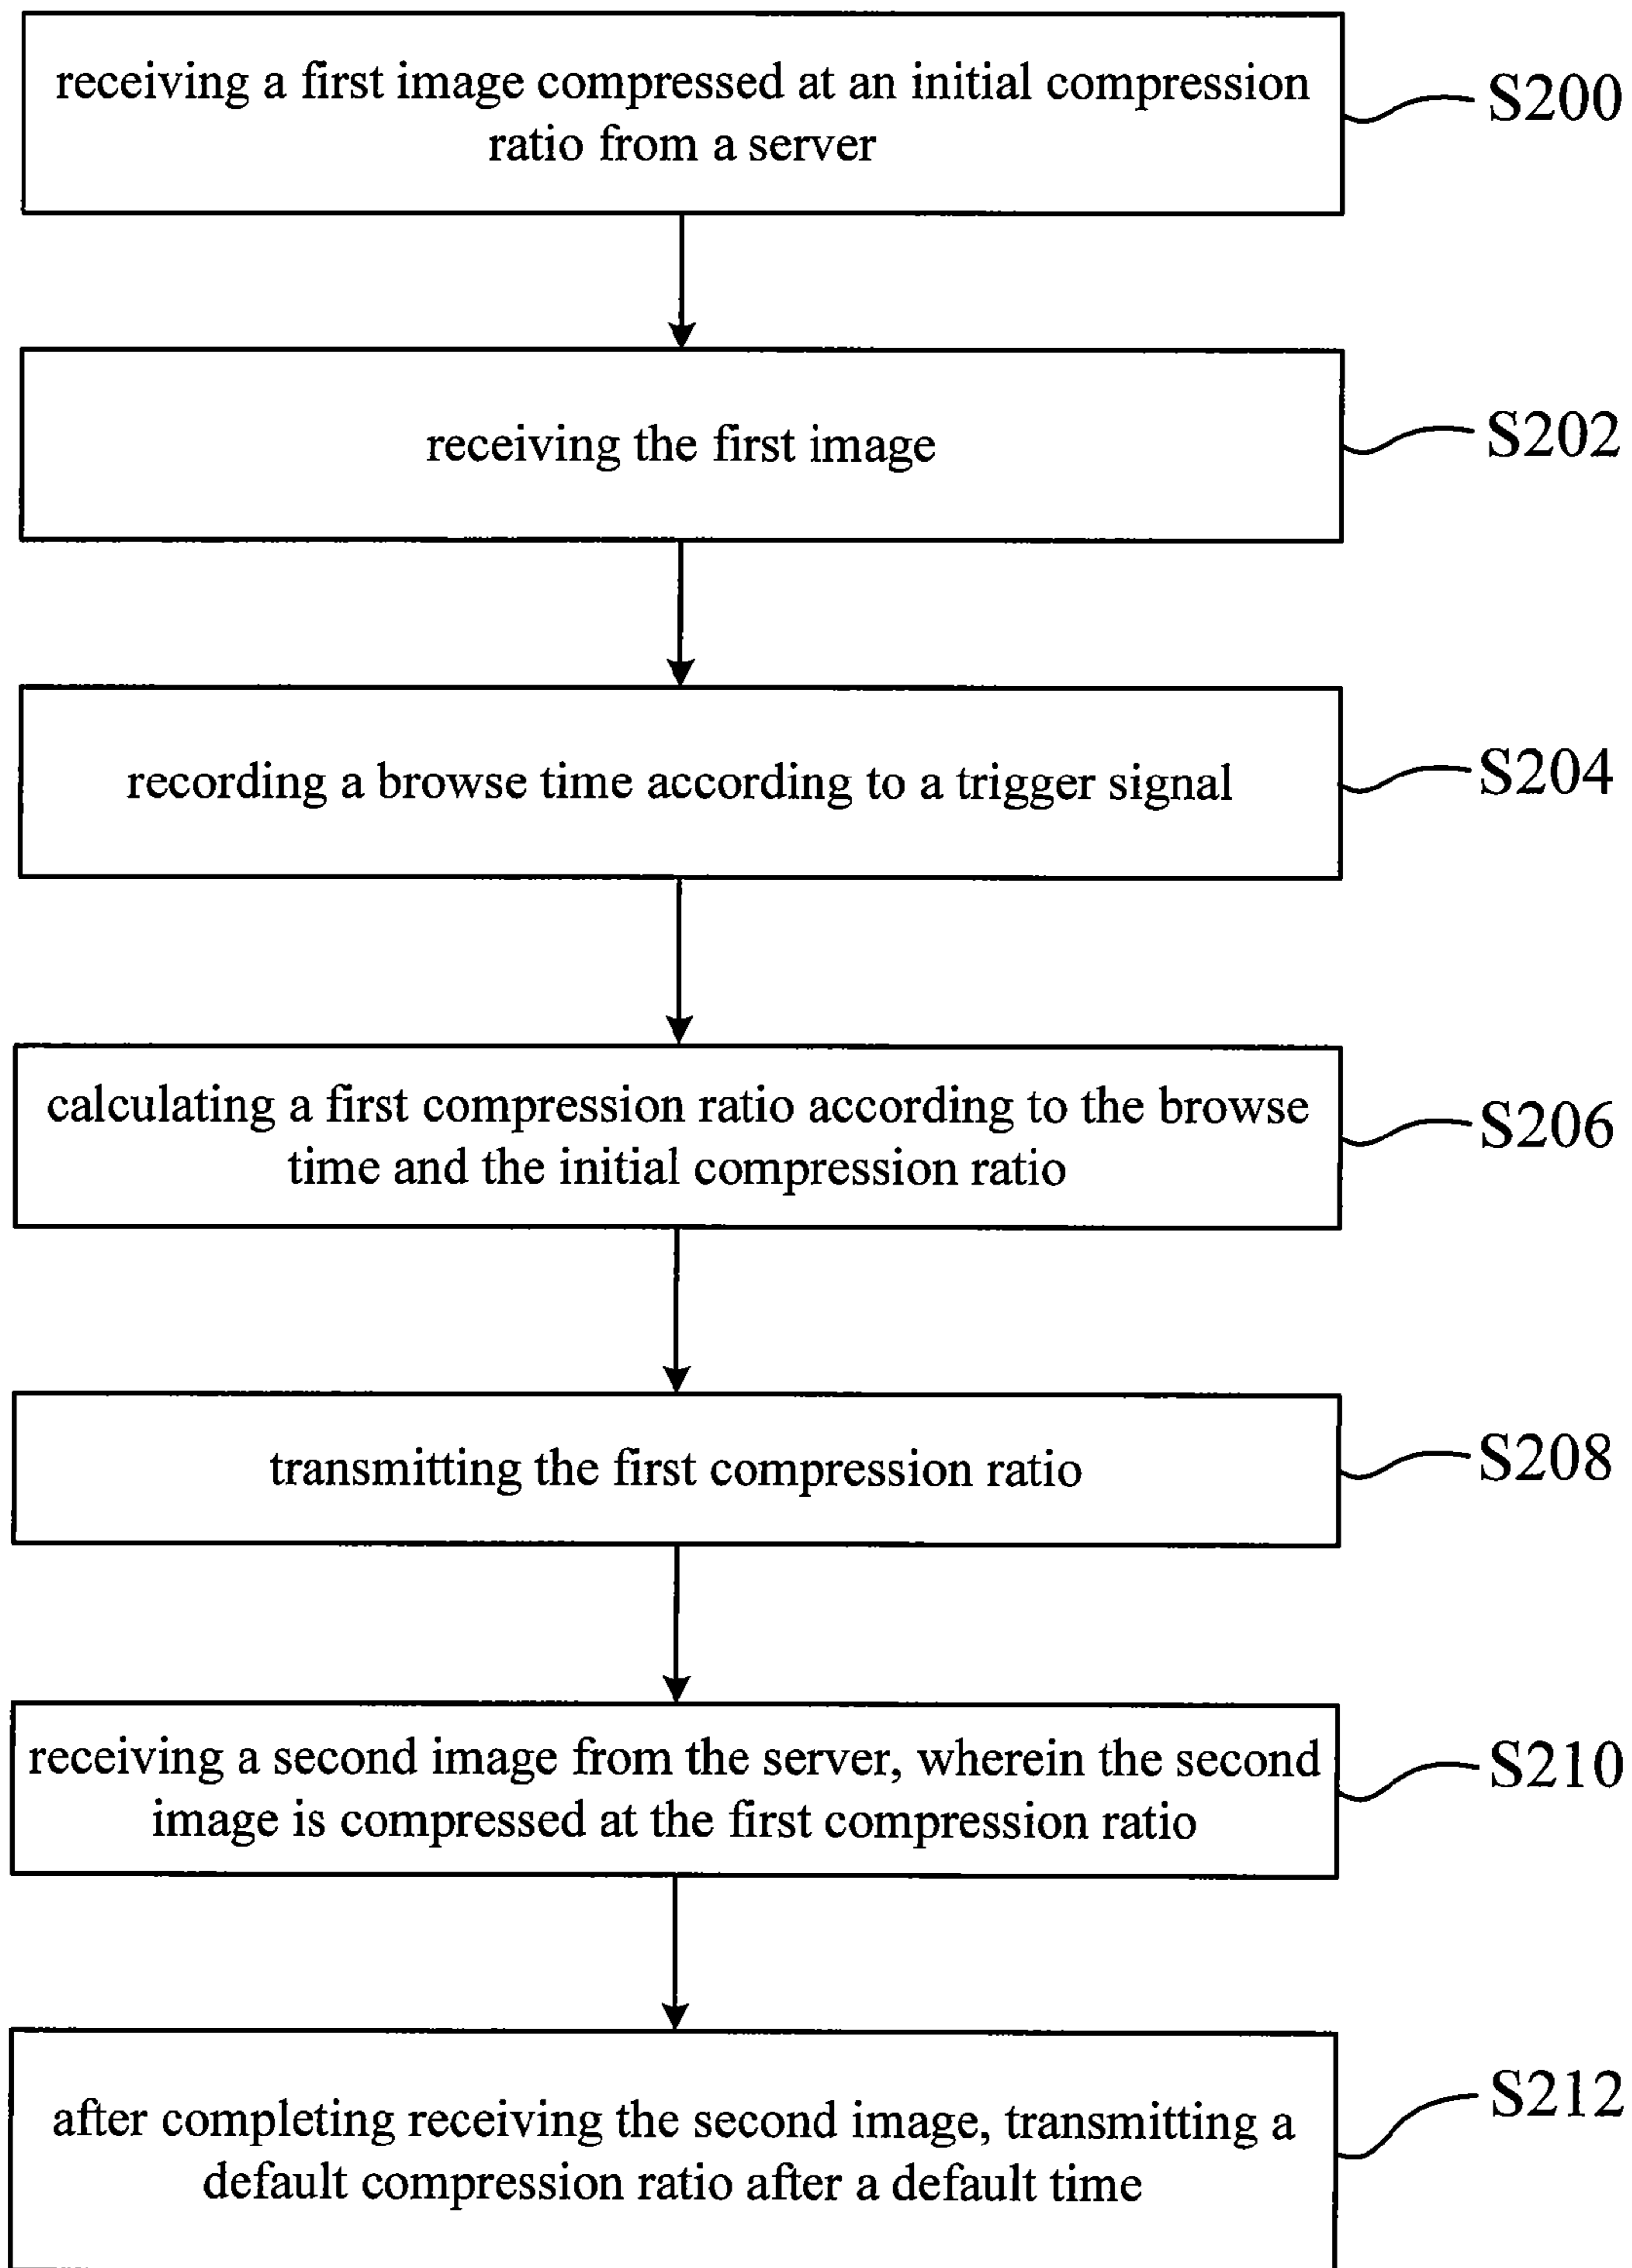 receiving a first image compressed at an initial compression
ratio from a server
S200
receiving the first image
S202
recording a browse time according to a trigger signal
S204
calculating a first compression ratio according to the browse
time and the initial compression ratio
S206
transmitting the first compression ratio
S208
receiving a second image from the server, wherein the second
image is compressed at the first compression ratio
S210
after completing receiving the second image, transmitting a
default compression ratio after a default time
S212